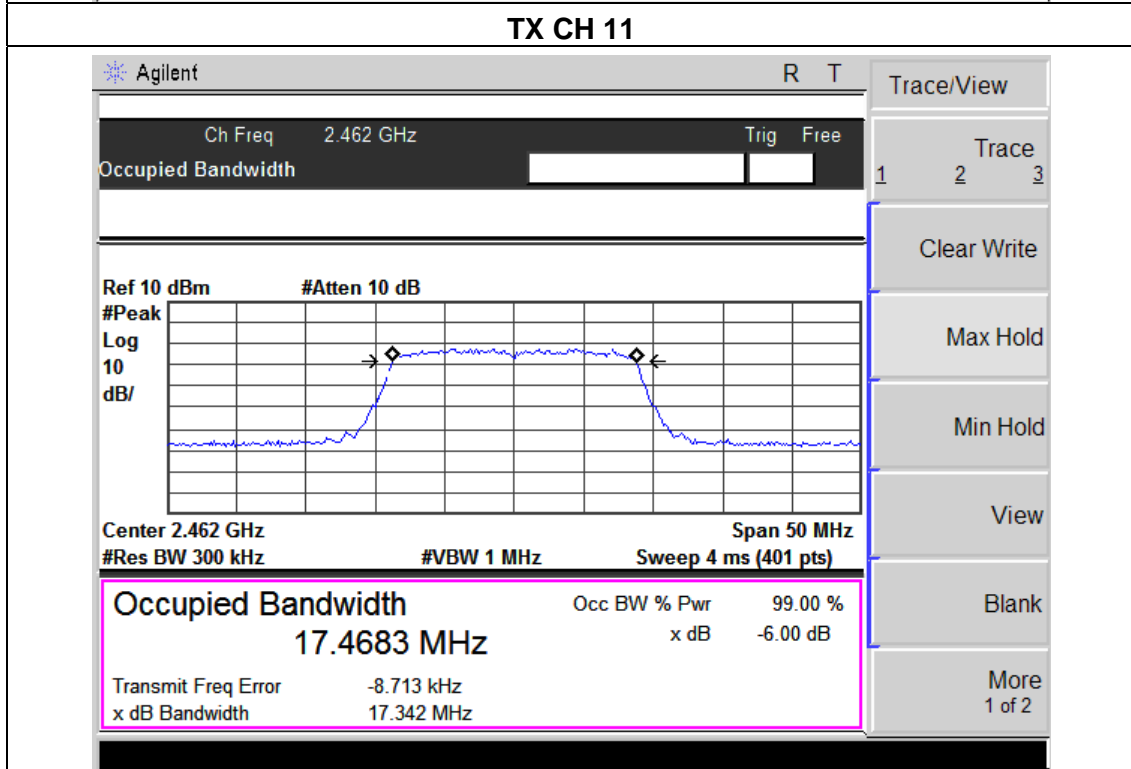 TX CH 11
Agilent R T
Trace/View
Ch Freq 2.462 GHz Trig Free
Occupied Bandwidth
Trace
1 2 3
Clear Write
Ref 10 dBm #Atten 10 dB
#Peak
Log
10
dB/
Max Hold
Min Hold
View
Center 2.462 GHz Span 50 MHz
#Res BW 300 kHz #VBW 1 MHz Sweep 4 ms (401 pts)
Occupied Bandwidth Occ BW % Pwr 99.00 %
17.4683 MHz x dB -6.00 dB
Blank
Transmit Freq Error -8.713 kHz
x dB Bandwidth 17.342 MHz
More
1 of 2